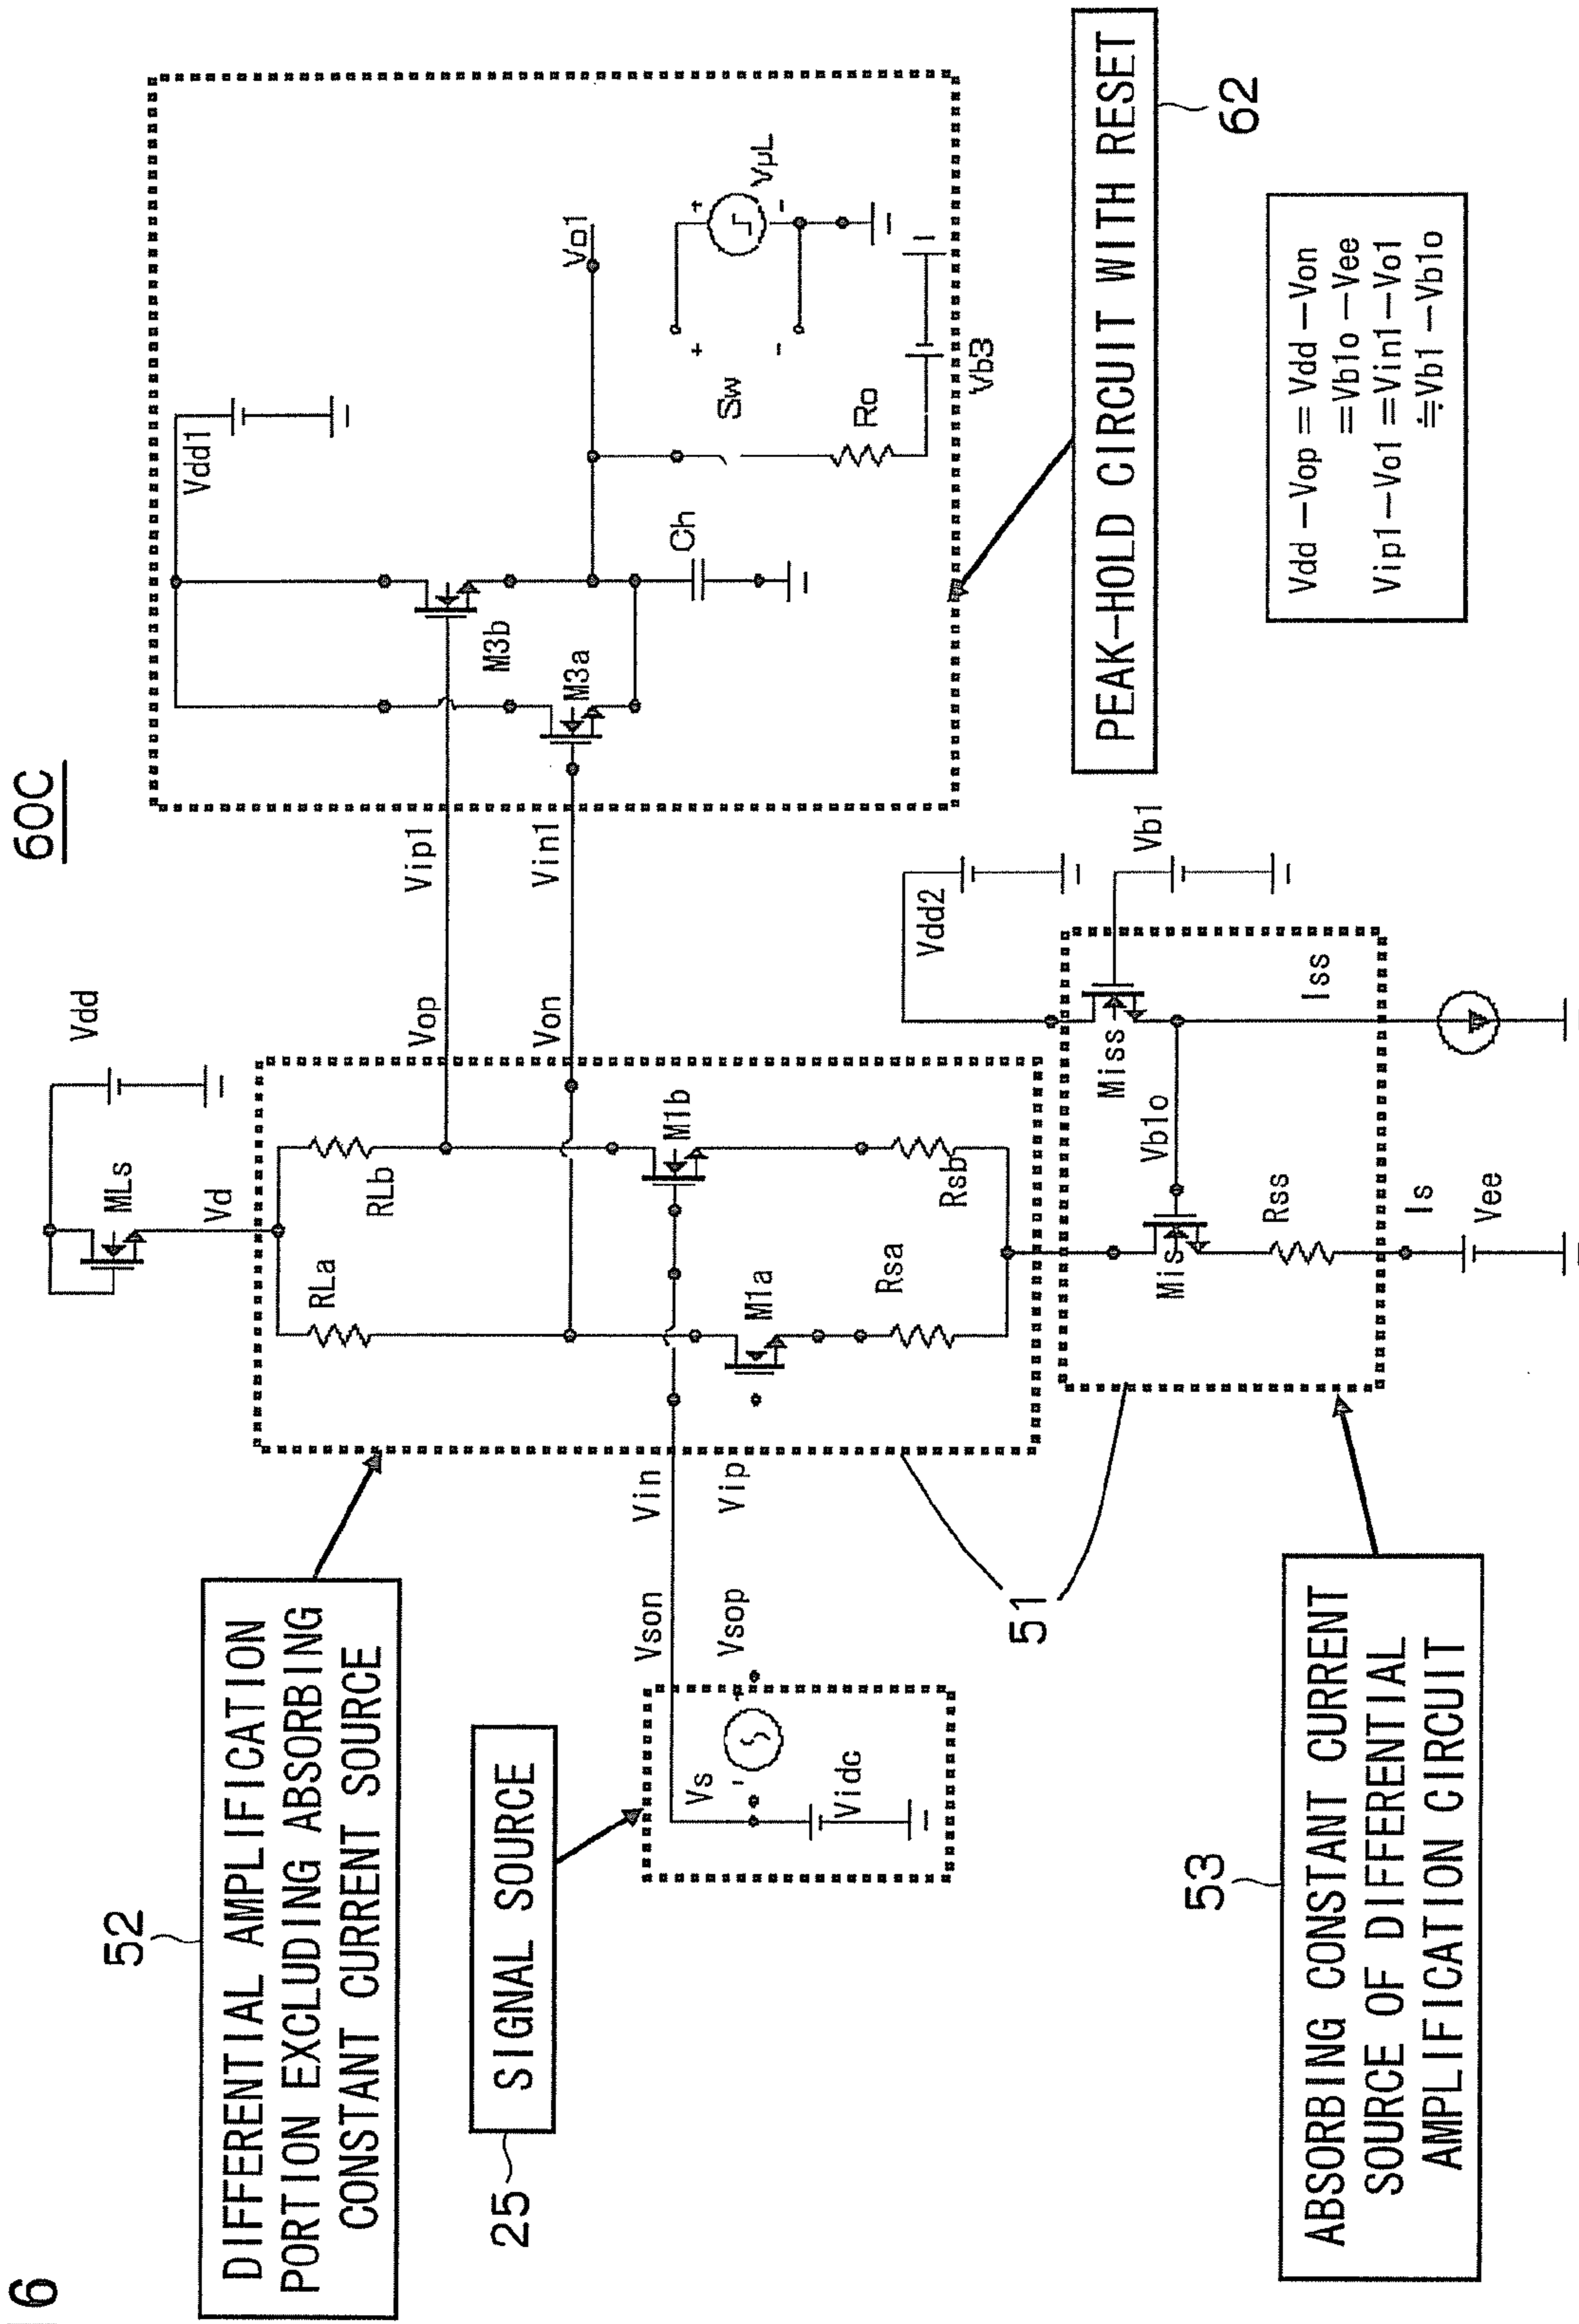 6
60C
52
DIFFERENTIAL AMPLIFICATION
PORTION EXCLUDING ABSORBING
CONSTANT CURRENT SOURCE
25
SIGNAL SOURCE
Vs
-
+
Vidc
Vson
Vsop
Vin
Vip
51
53
ABSORBING CONSTANT CURRENT
SOURCE OF DIFFERENTIAL
AMPLIFICATION CIRCUIT
Vdd
MLs
Vd
RLa
RLb
Vop
Von
M1a
M1b
Rsa
Rsb
Vdd2
Vb1
Miss
Vb1o
Mis
Rss
Iss
Is
Vee
Vip1
Vin1
Vdd1
M3b
M3a
Ch
Vo1
Sw
+
-
+
-
VpL
Ro
Vb3
PEAK-HOLD CIRCUIT WITH RESET
62
Vdd-Vop=Vdd-Von
=Vb1o-Vee
Vip1-Vo1=Vin1-Vo1
≒Vb1-Vb1o